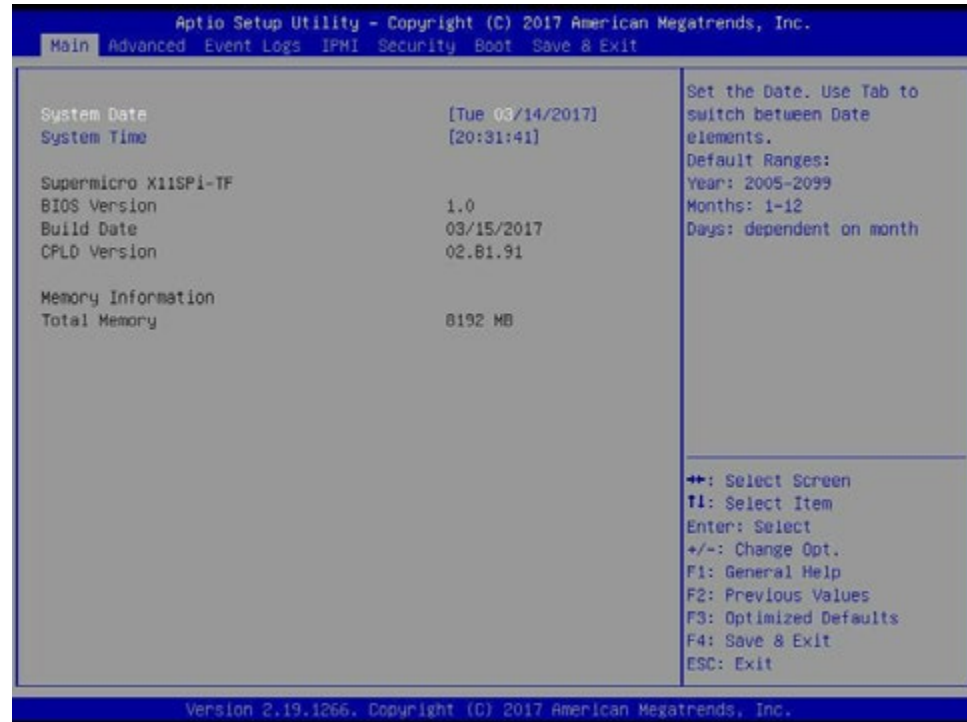 Aptio Setup Utility – Copyright (C) 2017 American Megatrends, Inc.
Main Advanced Event Logs IPMI Security Boot Save & Exit
System Date [Tue 03/14/2017]
System Time [20:31:41]
Supermicro X11SPi-TF
BIOS Version 1.0
Build Date 03/15/2017
CPLD Version 02.B1.91
Memory Information
Total Memory 8192 MB
Set the Date. Use Tab to
switch between Date
elements.
Default Ranges:
Year: 2005-2099
Months: 1-12
Days: dependent on month
→←: Select Screen
↑↓: Select Item
Enter: Select
+/-: Change Opt.
F1: General Help
F2: Previous Values
F3: Optimized Defaults
F4: Save & Exit
ESC: Exit
Version 2.19.1266. Copyright (C) 2017 American Megatrends, Inc.